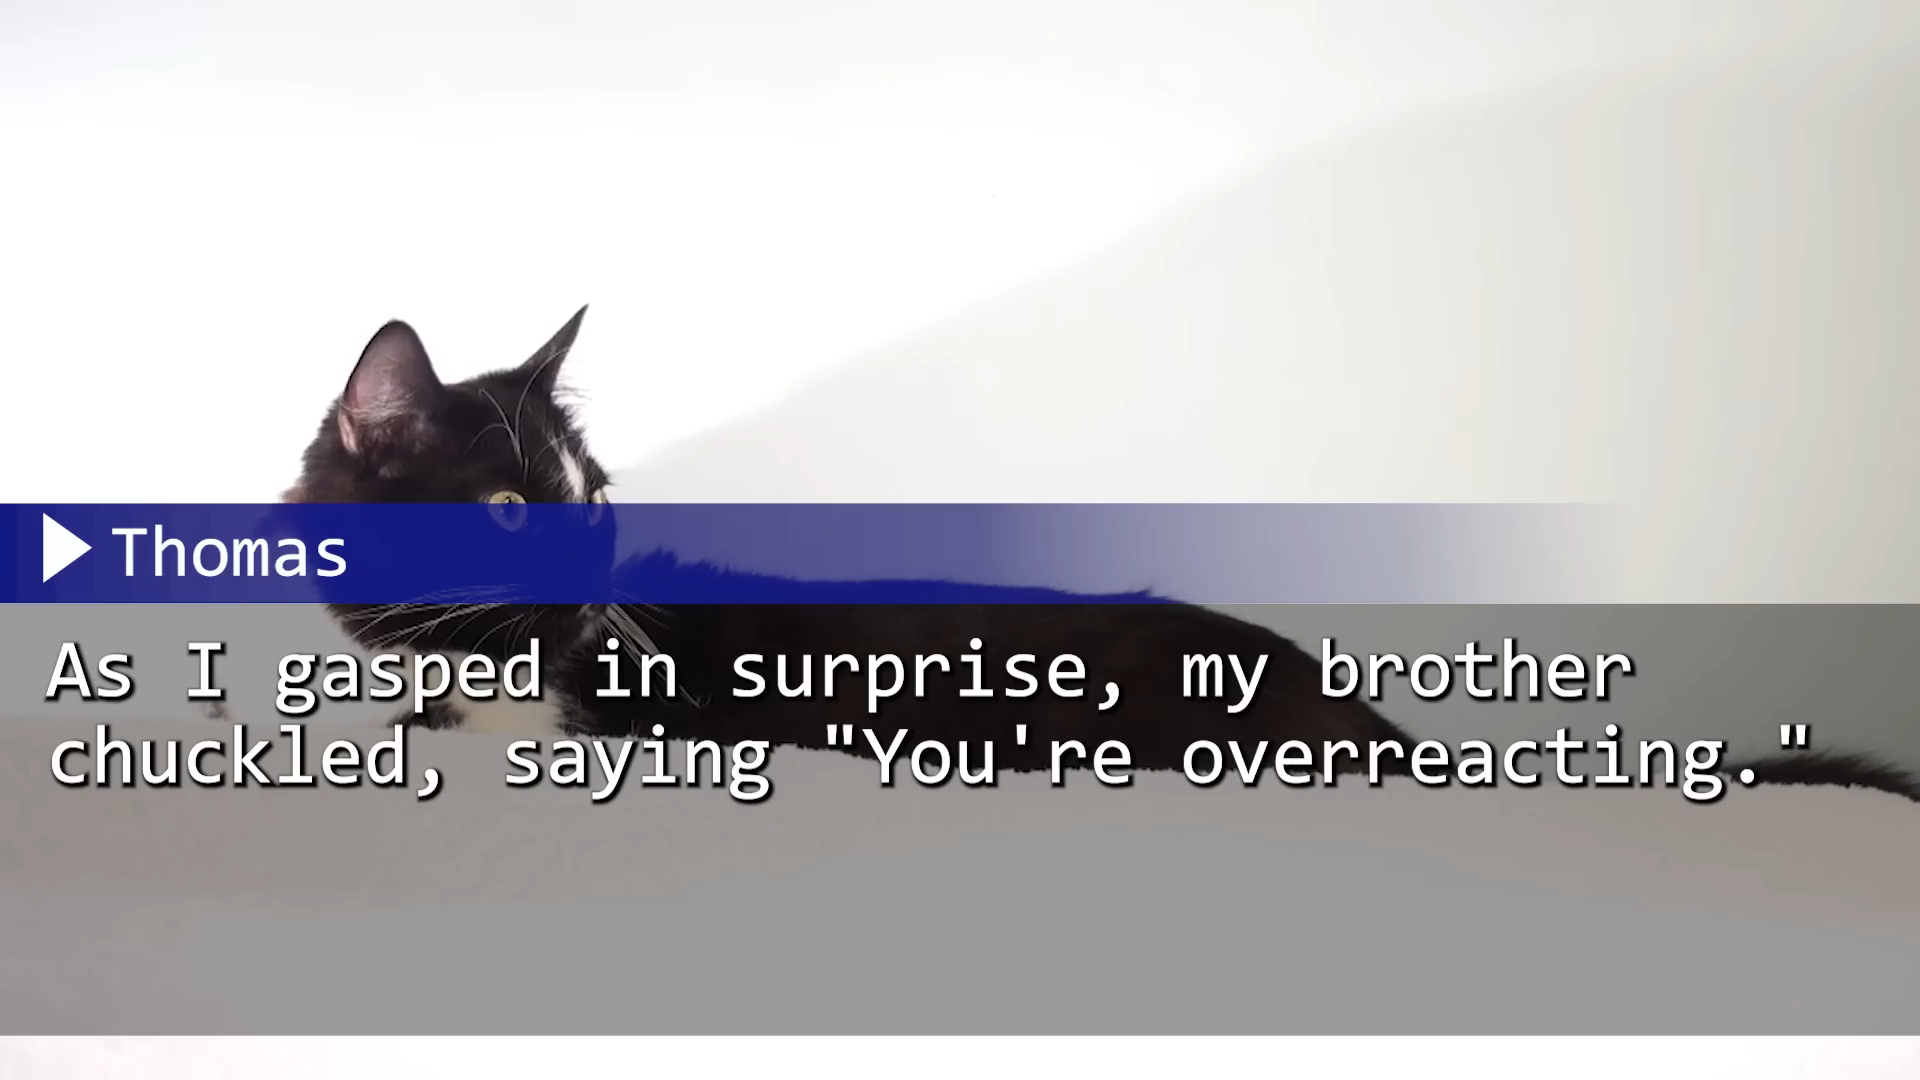 Thomas
As I gasped in surprise, my brother
chuckled, saying "You're overreacting."